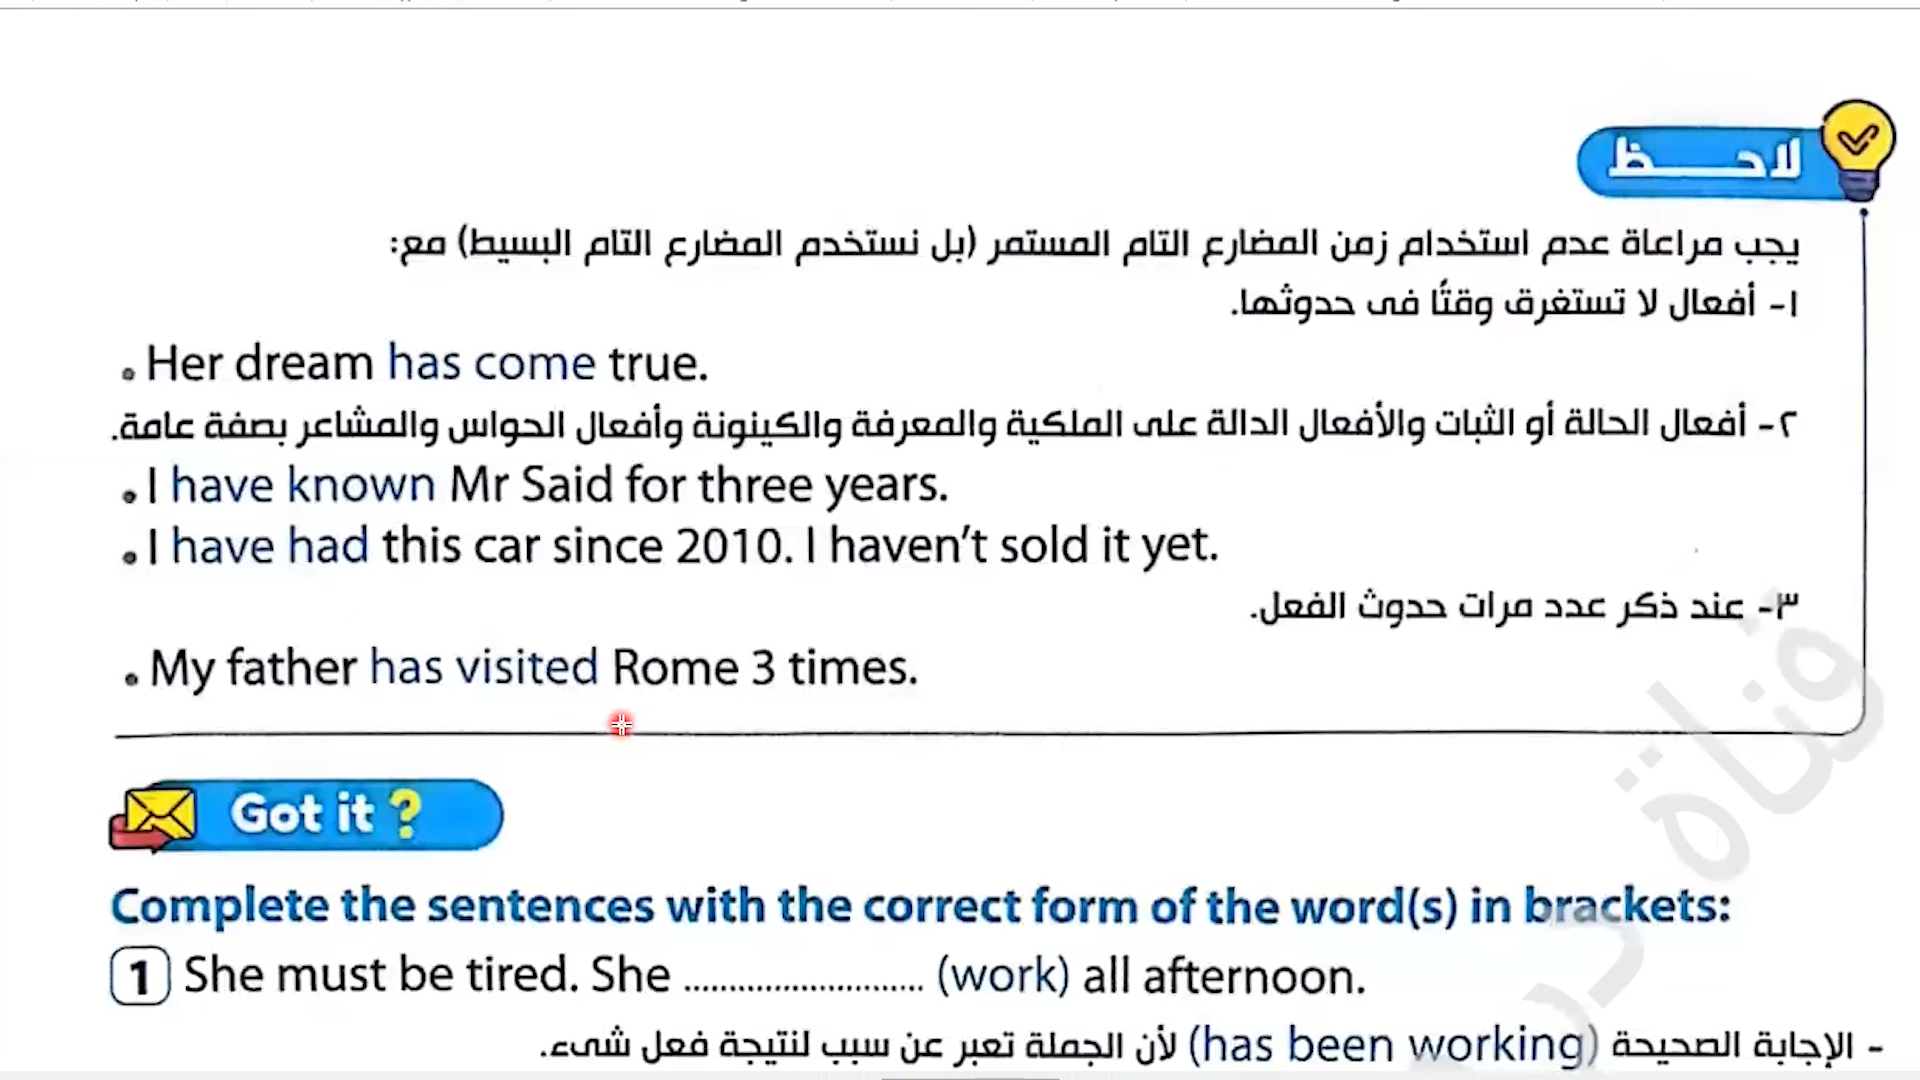 لاحـــظ
يجب مراعاة عدم استخدام زمن المضارع التام المستمر (بل نستخدم المضارع التام البسيط) مع:
١- أفعال لا تستغرق وقتًا فى حدوثها.
• Her dream has come true.
٢- أفعال الحالة أو الثبات والأفعال الدالة على الملكية والمعرفة والكينونة وأفعال الحواس والمشاعر بصفة عامة.
• I have known Mr Said for three years.
• I have had this car since 2010. I haven't sold it yet.
٣- عند ذكر عدد مرات حدوث الفعل.
• My father has visited Rome 3 times.
Got it ?
Complete the sentences with the correct form of the word(s) in brackets:
1 She must be tired. She .......................... (work) all afternoon.
- الإجابة الصحيحة (has been working) لأن الجملة تعبر عن سبب لنتيجة فعل شىء.
قناة